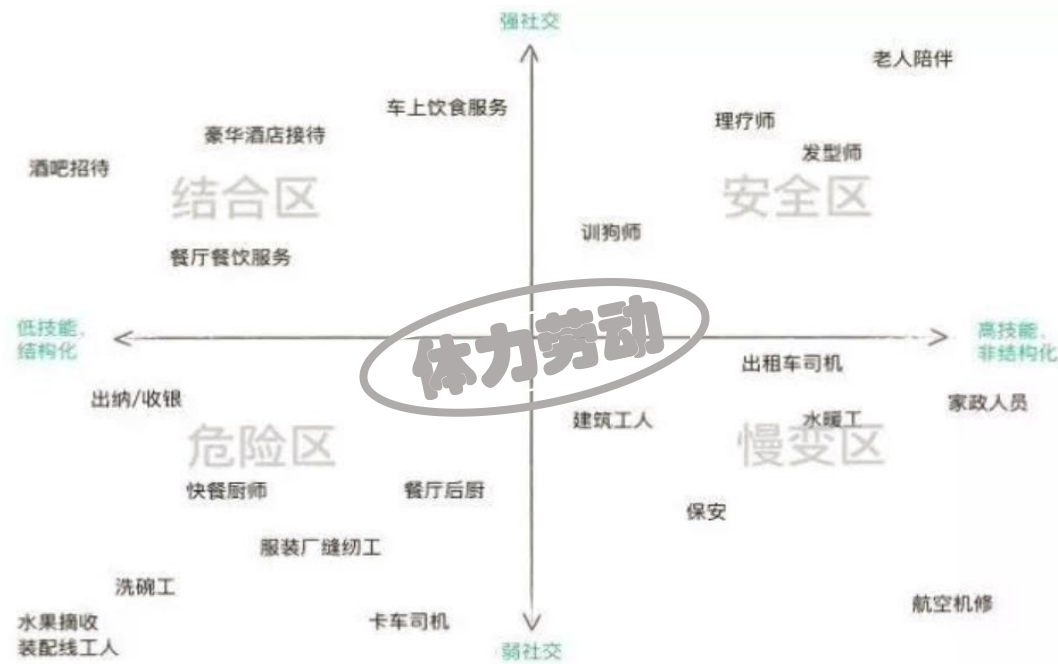 强社交
老人陪伴
车上饮食服务
理疗师
豪华酒店接待
发型师
酒吧招待
结合区
安全区
训狗师
餐厅餐饮服务
体力劳动
低技能、
结构化
高技能、
非结构化
出租车司机
出纳/收银
家政人员
建筑工人
水暖工
危险区
慢变区
快餐厨师
餐厅后厨
保安
服装厂缝纫工
洗碗工
航空机修
水果摘收
装配线工人
卡车司机
弱社交